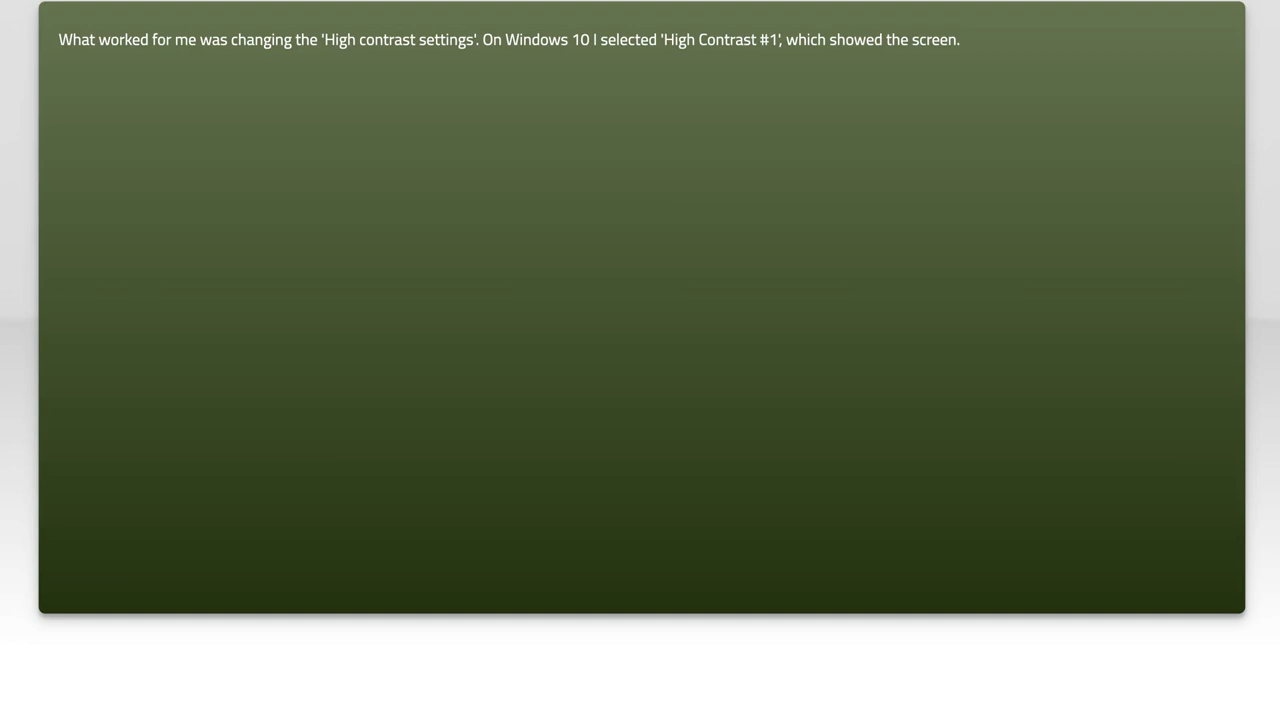 What worked for me was changing the 'High contrast settings'. On Windows 10 I selected 'High Contrast #1', which showed the screen.